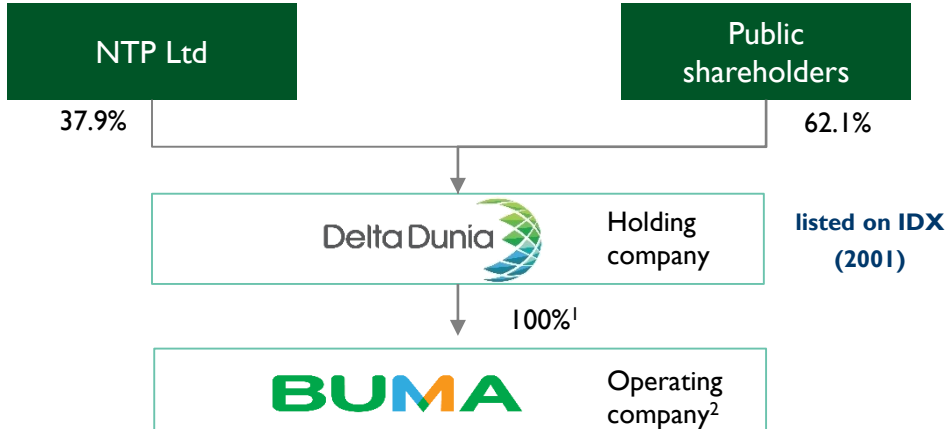 NTP Ltd
Public
shareholders
37.9%
62.1%
Delta Dunia
Holding
company
listed on IDX
(2001)
100%¹
BUMA
Operating
company²